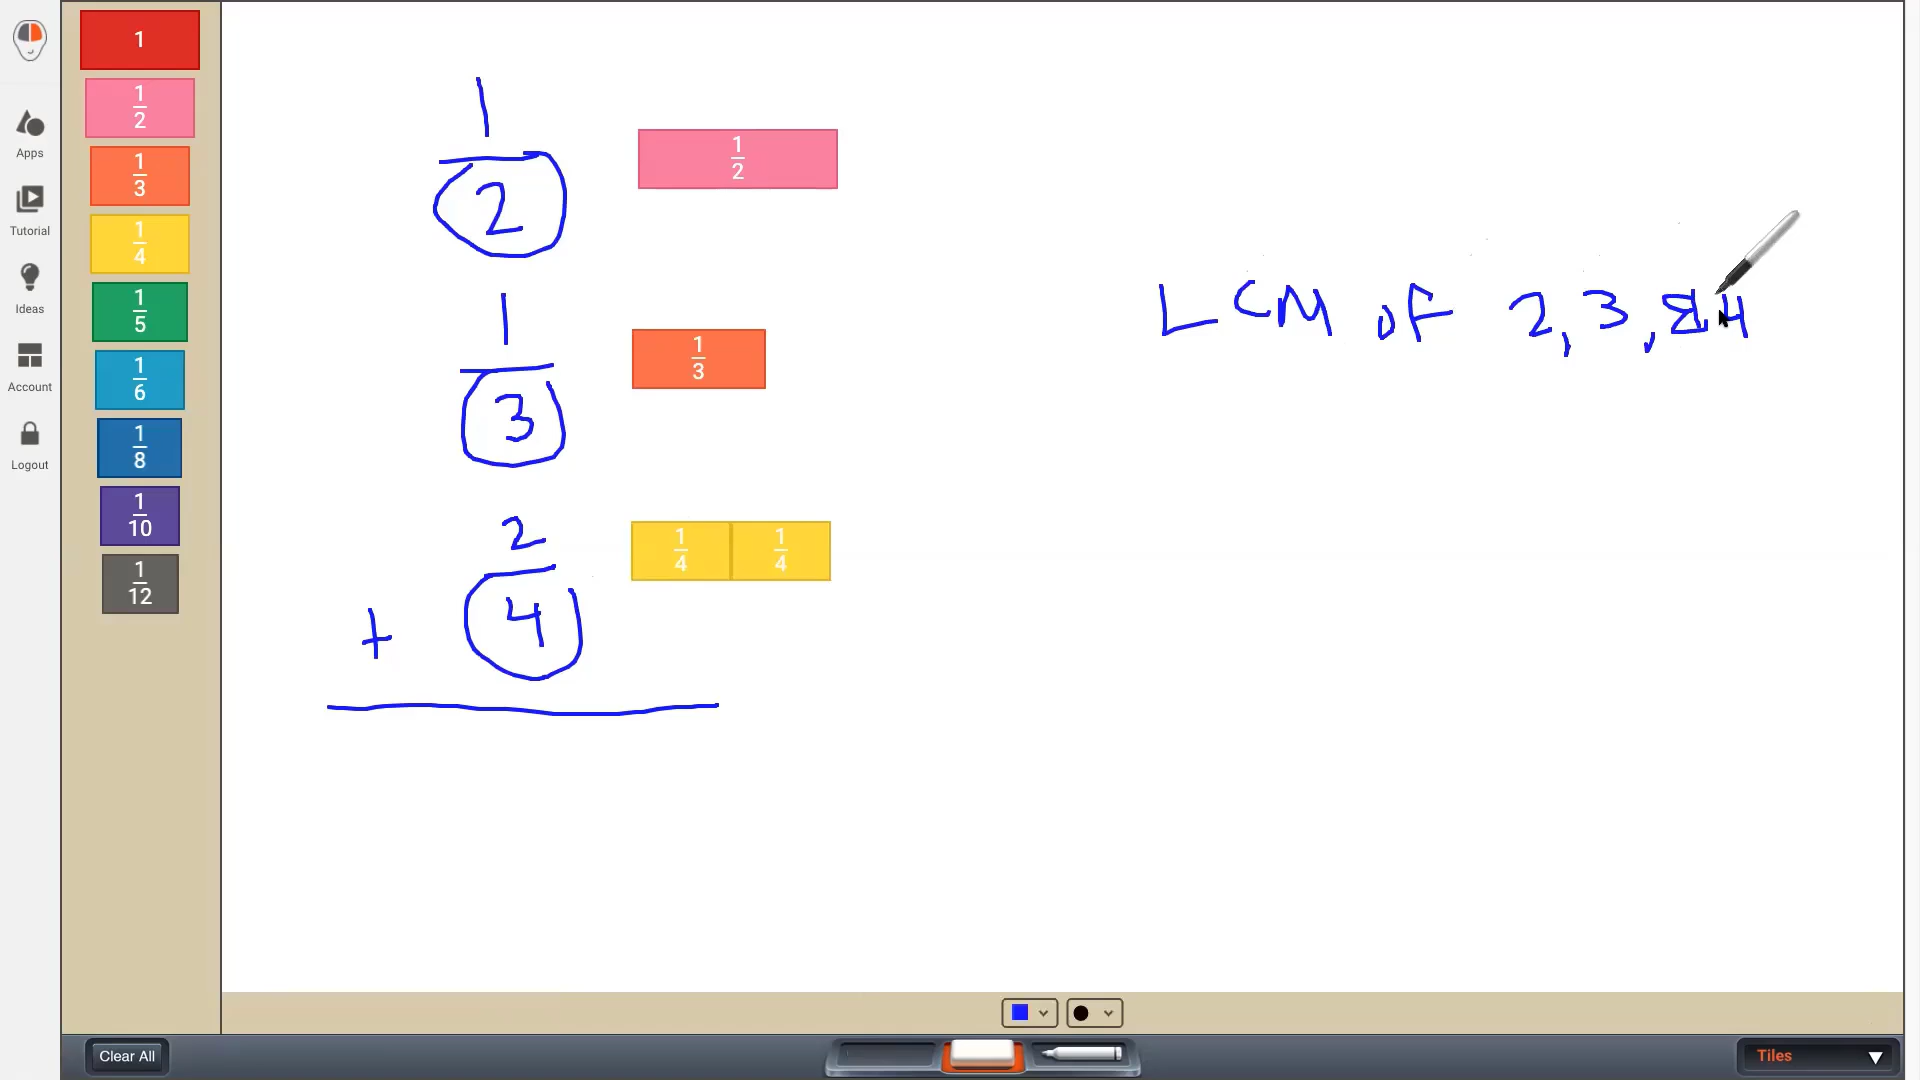 1
1/2
1/3
1/4
1/5
1/6
1/8
1/10
1/12
Apps
Tutorial
Ideas
Account
Logout
1
2
1/2
1
3
1/3
2
4
1/4 1/4
+
LCM of 2, 3, & 4
Clear All
Tiles